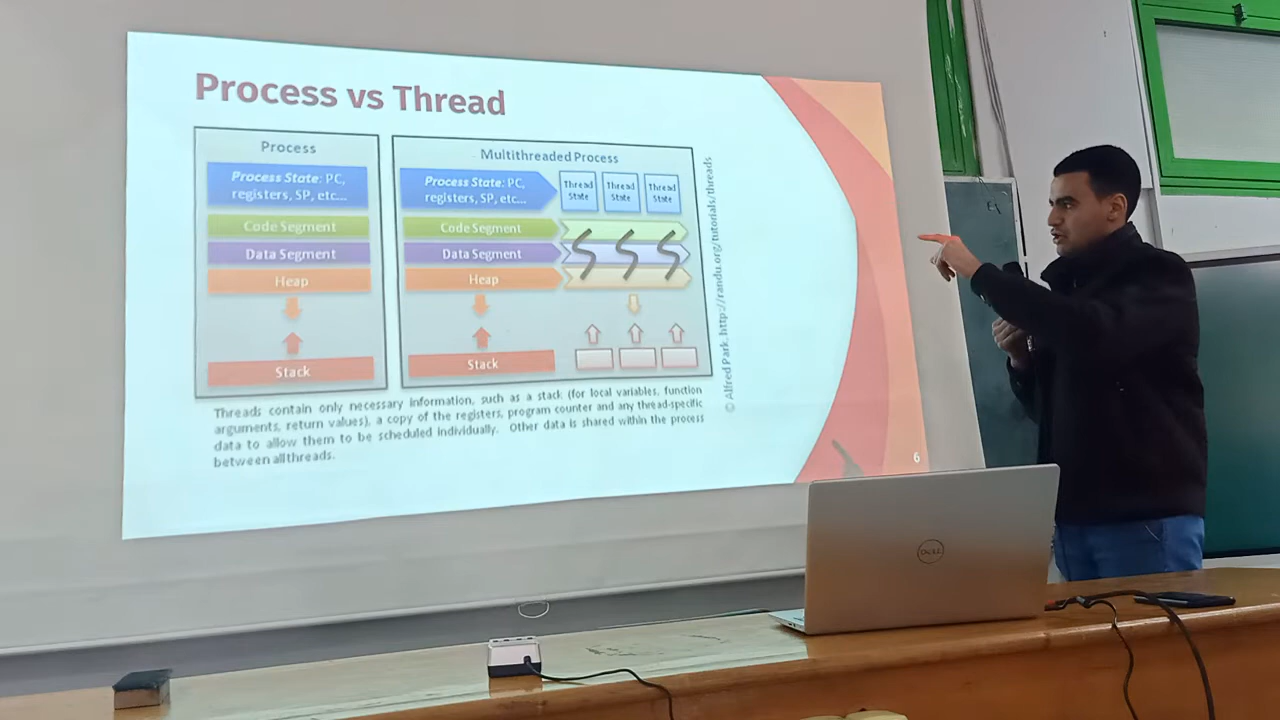 Process vs Thread
Process
Process State: PC,
registers, SP, etc...
Code Segment
Data Segment
Heap
Stack
Multithreaded Process
Process State: PC,
registers, SP, etc...
Thread
State
Thread
State
Thread
State
Code Segment
Data Segment
Heap
Stack
© Alfred Park, http://randu.org/tutorials/threads
Threads contain only necessary information, such as a stack (for local variables, function
arguments, return values), a copy of the registers, program counter and any thread-specific
data to allow them to be scheduled individually. Other data is shared within the process
between all threads.
6
DELL